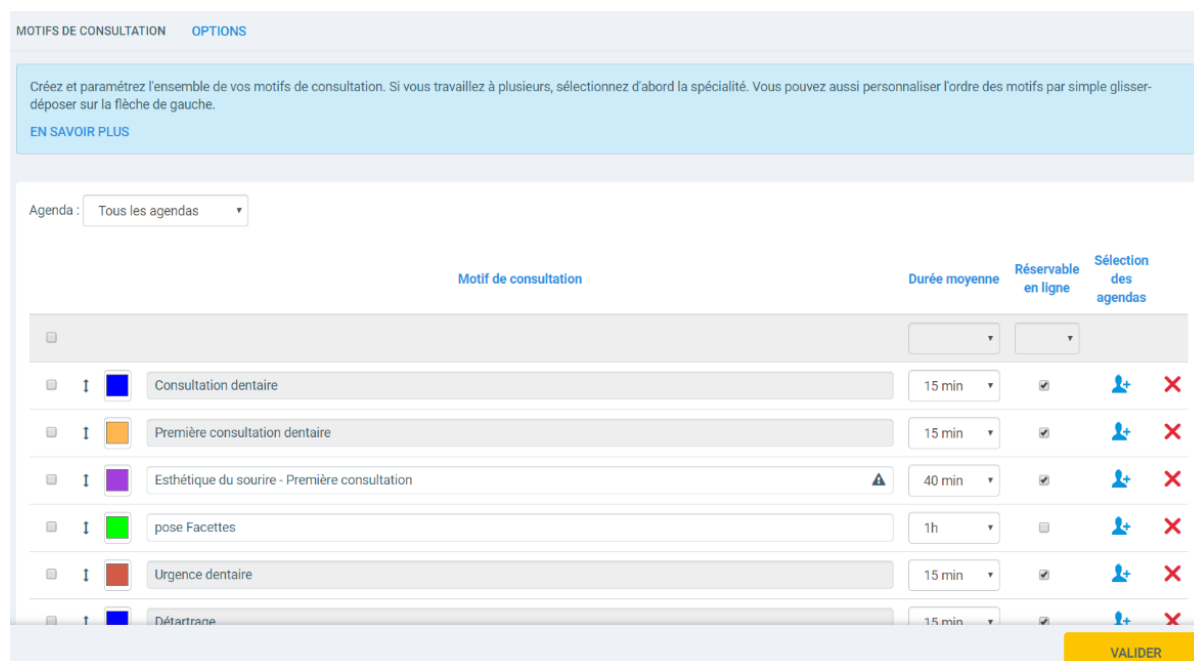 MOTIFS DE CONSULTATION OPTIONS
Créez et paramétrez l'ensemble de vos motifs de consultation. Si vous travaillez à plusieurs, sélectionnez d'abord la spécialité. Vous pouvez aussi personnaliser l'ordre des motifs par simple glisser-
déposer sur la flèche de gauche.
EN SAVOIR PLUS
Agenda : Tous les agendas
Motif de consultation
Durée moyenne
Réservable
en ligne
Sélection
des
agendas
Consultation dentaire 15 min
Première consultation dentaire 15 min
Esthétique du sourire - Première consultation 40 min
pose Facettes 1h
Urgence dentaire 15 min
Détartrage 15 min
VALIDER